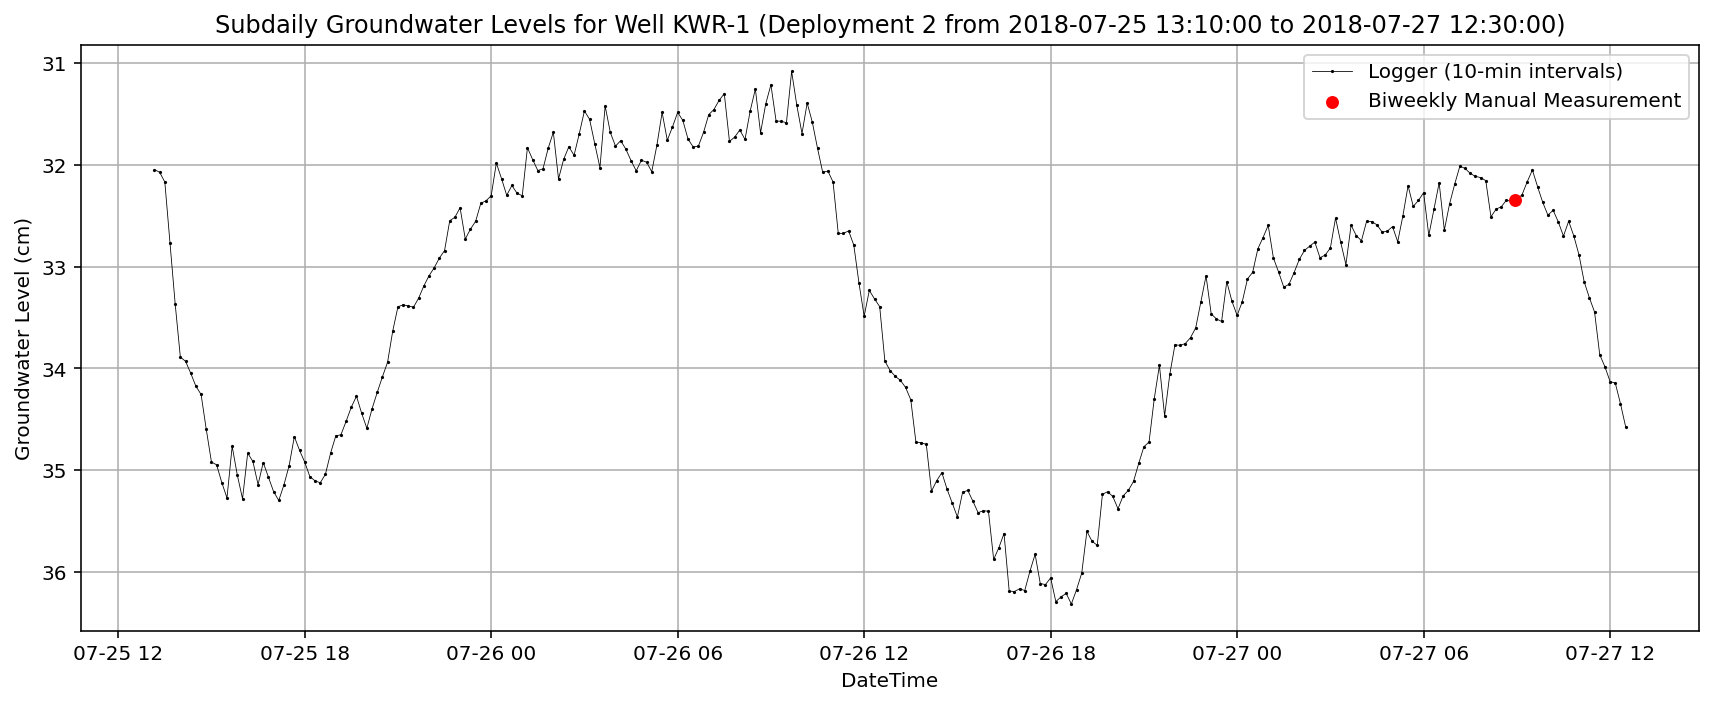 Subdaily Groundwater Levels for Well KWR-1 (Deployment 2 from 2018-07-25 13:10:00 to 2018-07-27 12:30:00)
Logger (10-min intervals)
Biweekly Manual Measurement
Groundwater Level (cm)
31
32
33
34
35
36
07-25 12 07-25 18 07-26 00 07-26 06 07-26 12 07-26 18 07-27 00 07-27 06 07-27 12
DateTime